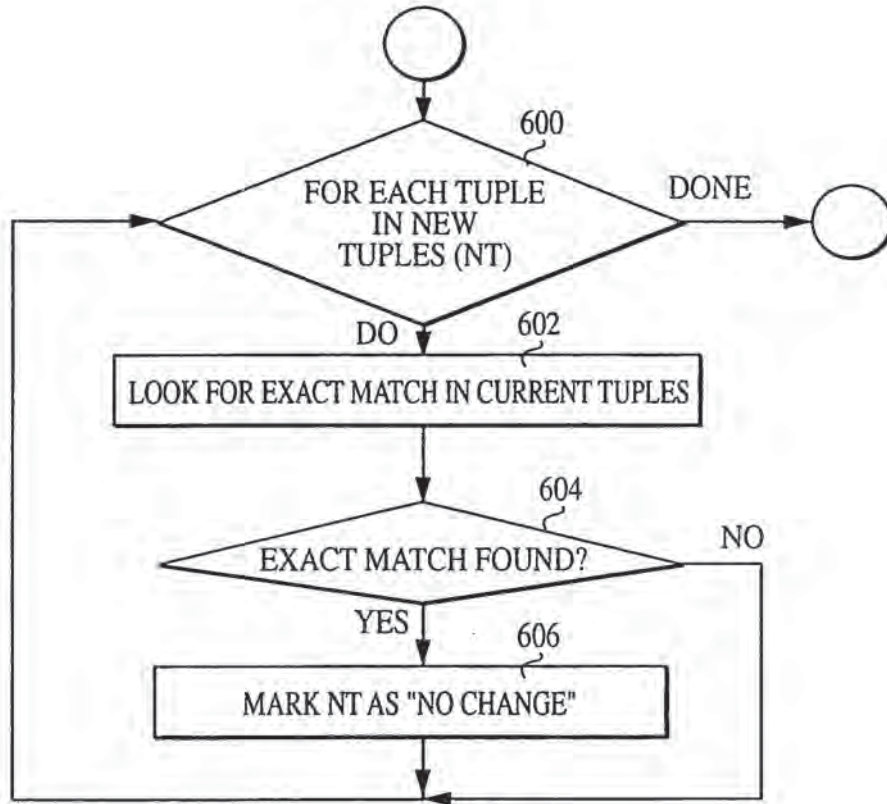 600
FOR EACH TUPLE
IN NEW
TUPLES (NT)
DONE
DO
602
LOOK FOR EXACT MATCH IN CURRENT TUPLES
604
EXACT MATCH FOUND?
NO
YES
606
MARK NT AS "NO CHANGE"